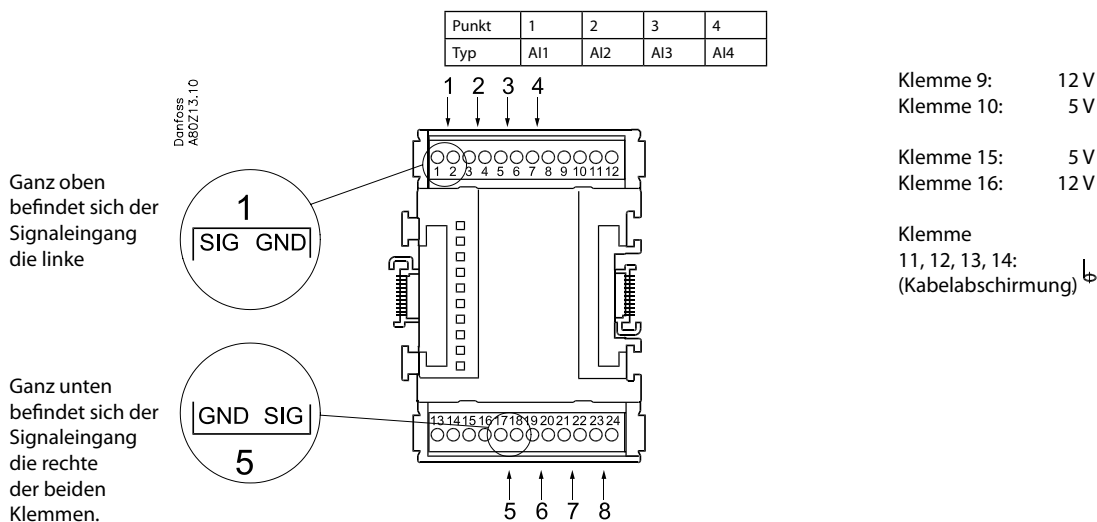 Punkt 1 2 3 4
Typ AI1 AI2 AI3 AI4
1 2 3 4
Danfoss
A80Z13.10
Klemme 9: 12 V
Klemme 10: 5 V
Klemme 15: 5 V
Klemme 16: 12 V
Klemme
11, 12, 13, 14:
(Kabelabschirmung)
1 2 3 4 5 6 7 8 9 10 11 12
Ganz oben
befindet sich der
Signaleingang
die linke
1
SIG GND
Ganz unten
befindet sich der
Signaleingang
die rechte
der beiden
Klemmen.
GND SIG
5
13 14 15 16 17 18 19 20 21 22 23 24
5 6 7 8